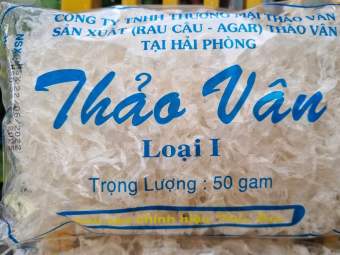 CÔNG TY TNHH THƯƠNG MẠI THẢO VÂN
SẢN XUẤT (RAU CÂU - AGAR) THẢO VÂN
TẠI HẢI PHÒNG
Thảo Vân
Loại I
Trọng Lượng : 50 gam
NSX